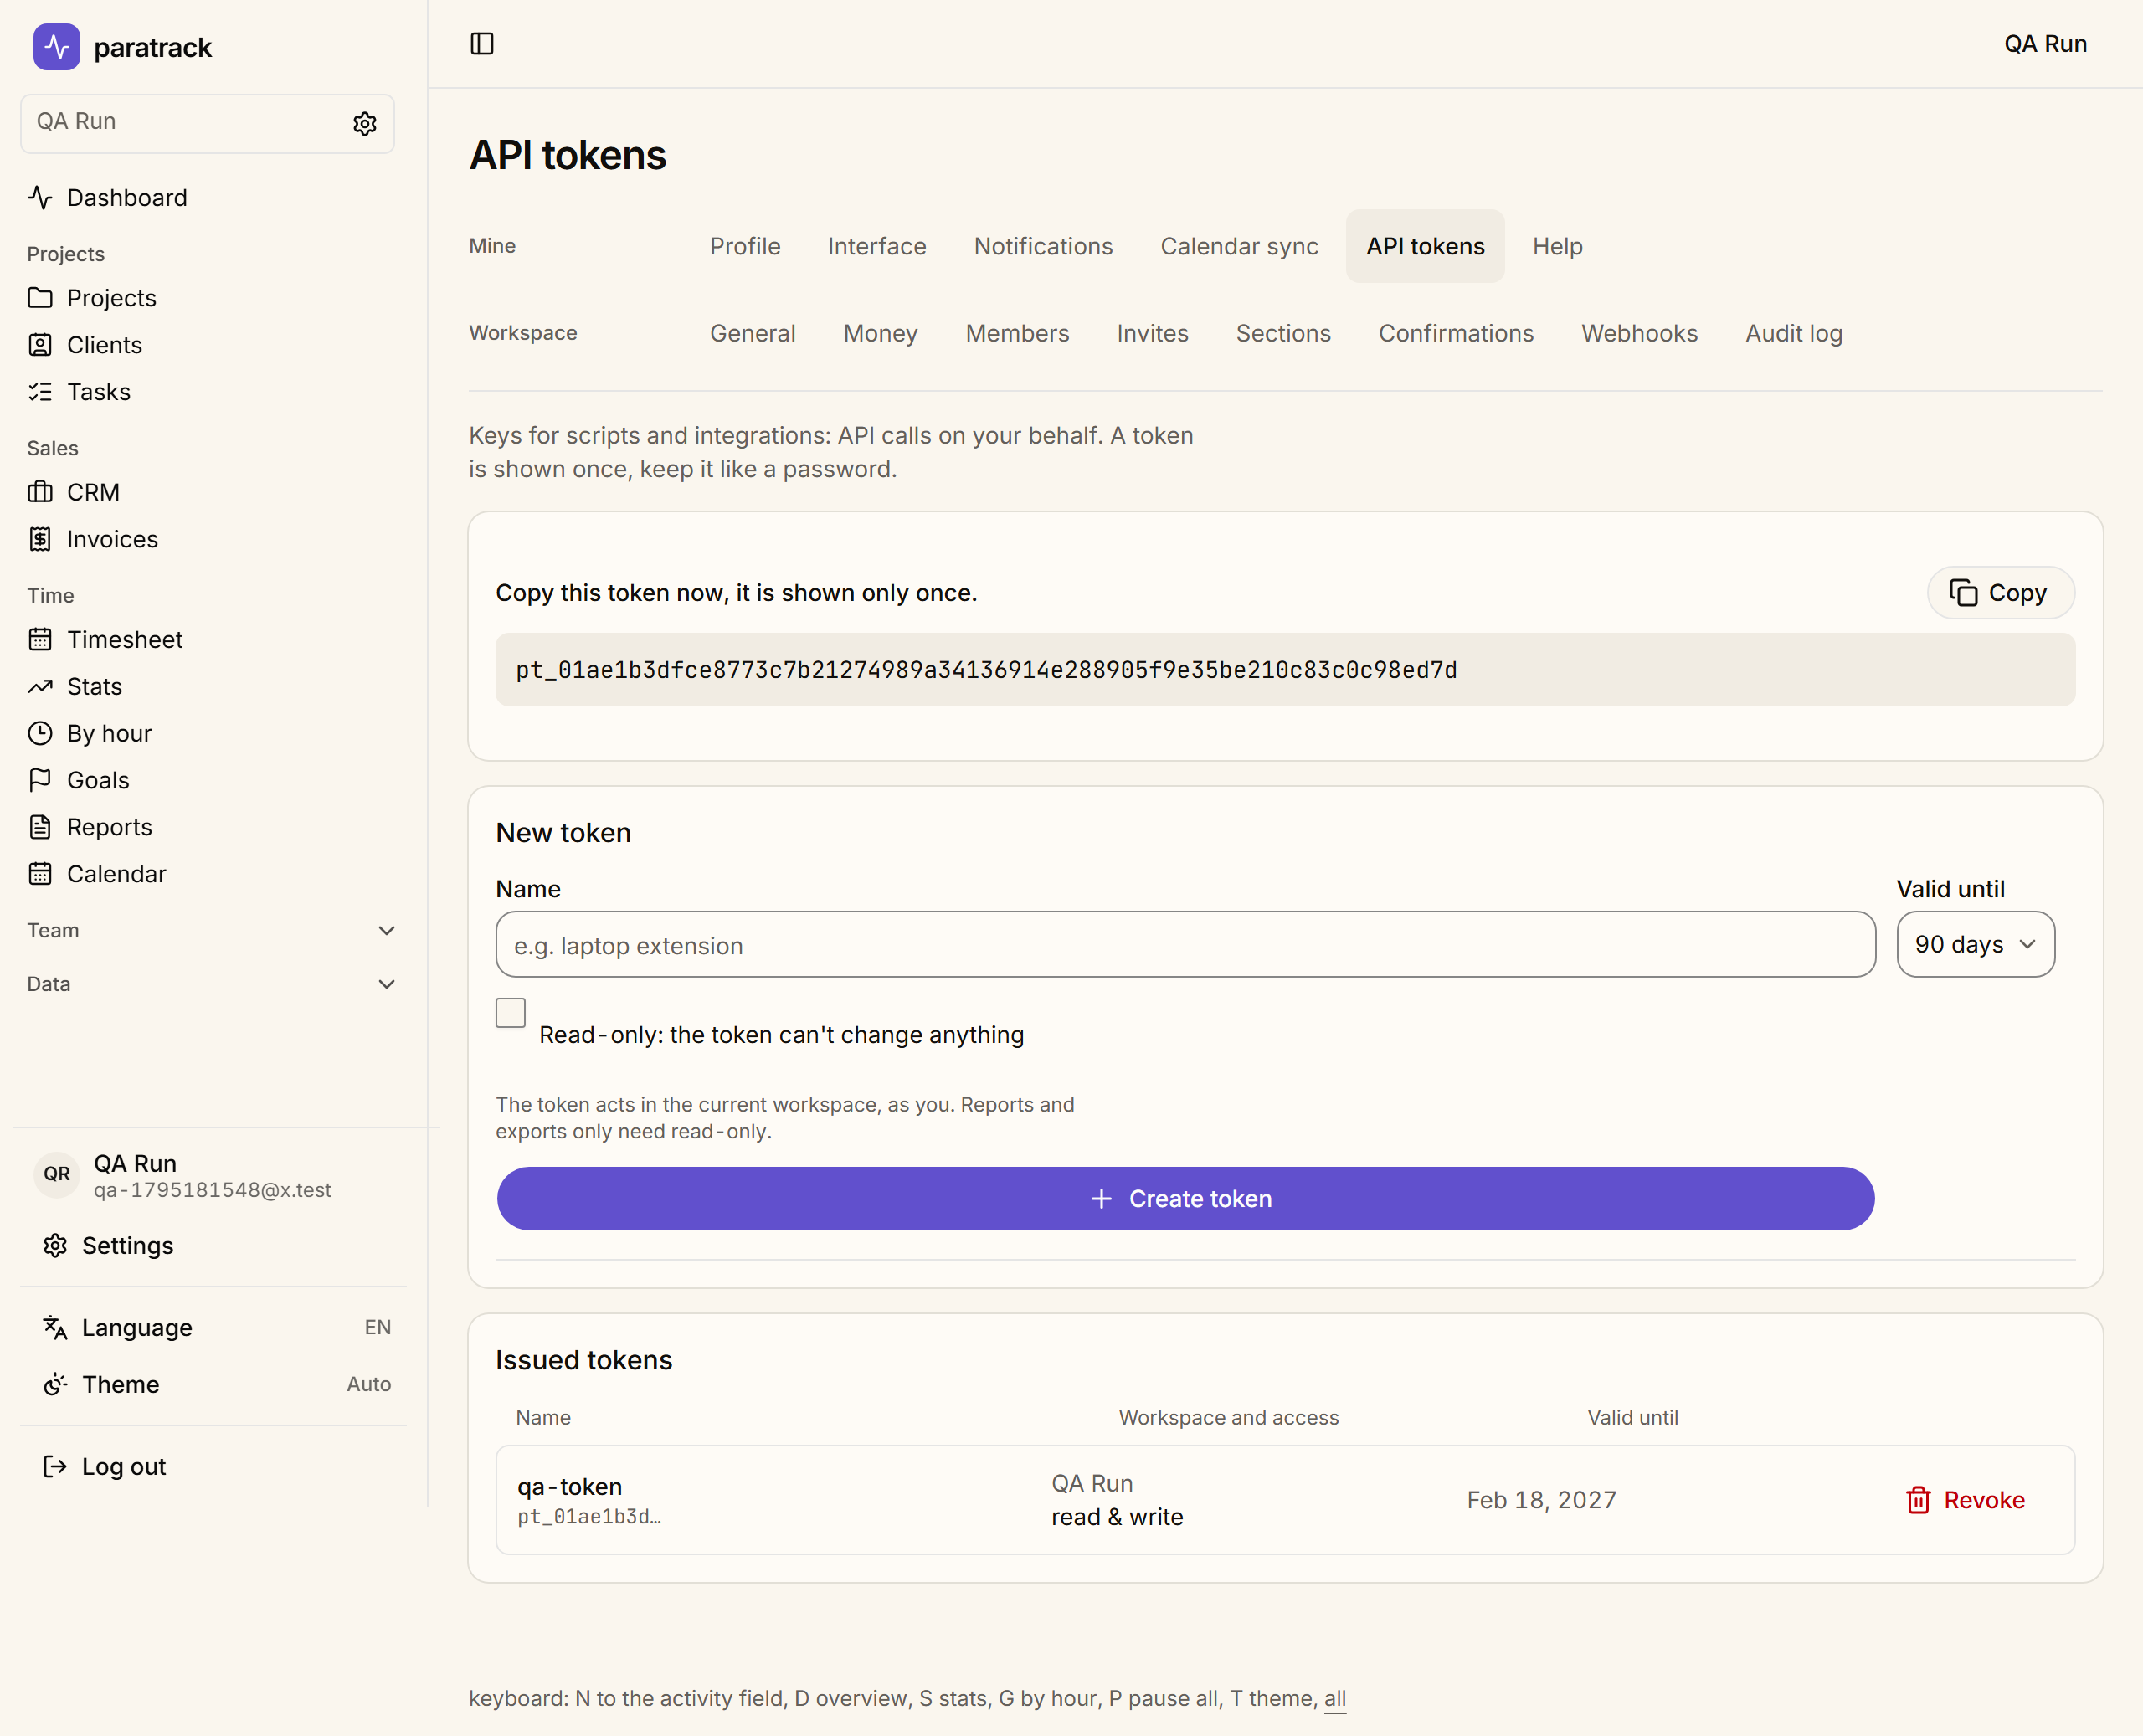 paratrack
QA Run
Dashboard
Projects
Projects
Clients
Tasks
Sales
CRM
Invoices
Time
Timesheet
Stats
By hour
Goals
Reports
Calendar
Team
Data
QR
QA Run
qa-1795181548@x.test
Settings
Language EN
Theme Auto
Log out
QA Run
API tokens
Mine Profile Interface Notifications Calendar sync API tokens Help
Workspace General Money Members Invites Sections Confirmations Webhooks Audit log
Keys for scripts and integrations: API calls on your behalf. A token
is shown once, keep it like a password.
Copy this token now, it is shown only once. Copy
pt_01ae1b3dfce8773c7b21274989a34136914e288905f9e35be210c83c0c98ed7d
New token
Name Valid until
e.g. laptop extension 90 days
Read-only: the token can't change anything
The token acts in the current workspace, as you. Reports and
exports only need read-only.
Create token
Issued tokens
Name Workspace and access Valid until
qa-token
pt_01ae1b3d…
QA Run
read & write
Feb 18, 2027
Revoke
keyboard: N to the activity field, D overview, S stats, G by hour, P pause all, T theme, all